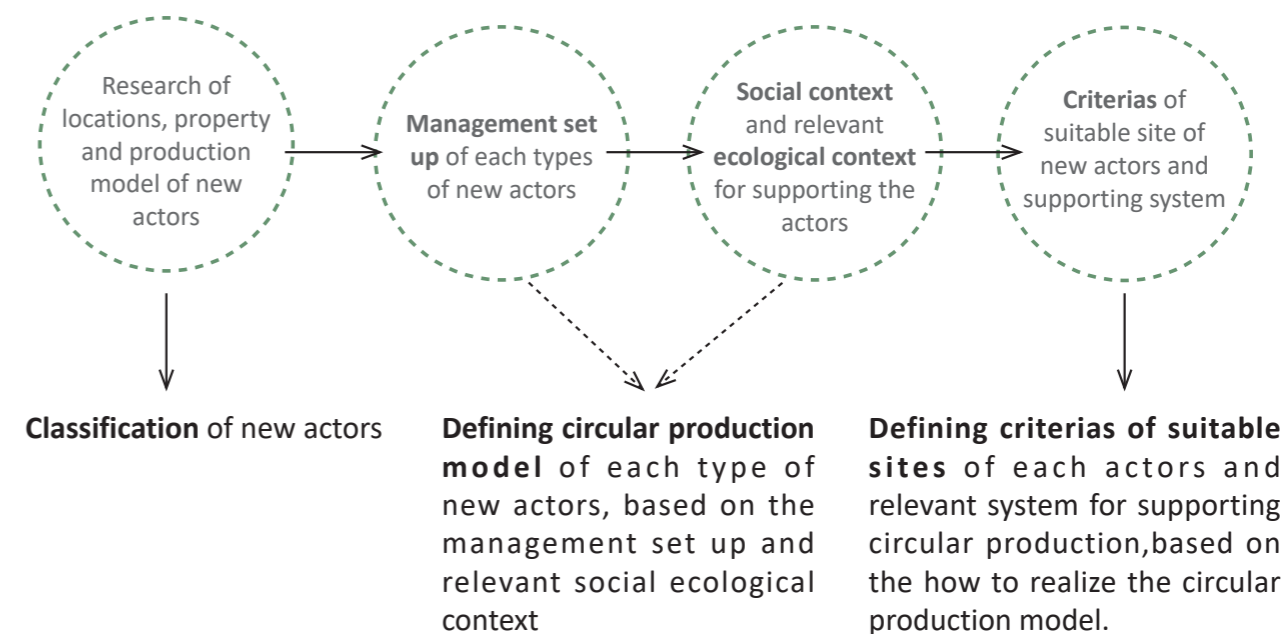 Research of
locations, property
and production
model of new
actors
Management set
up of each types
of new actors
Social context
and relevant
ecological context
for supporting the
actors
Criterias of
suitable site of
new actors and
supporting system
Classification of new actors
Defining circular production
model of each type of
new actors, based on the
management set up and
relevant social ecological
context
Defining criterias of suitable
sites of each actors and
relevant system for supporting
circular production,based on
the how to realize the circular
production model.